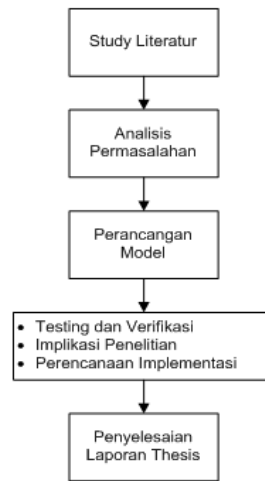 Study Literatur
Analisis
Permasalahan
Perancangan
Model
• Testing dan Verifikasi
• Implikasi Penelitian
• Perencanaan Implementasi
Penyelesaian
Laporan Thesis